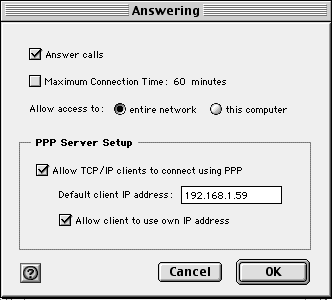 Answering
Answer calls
Maximum Connection Time: 60 minutes
Allow access to: entire network this computer
PPP Server Setup
Allow TCP/IP clients to connect using PPP
Default client IP address: 192.168.1.59
Allow client to use own IP address
? Cancel OK